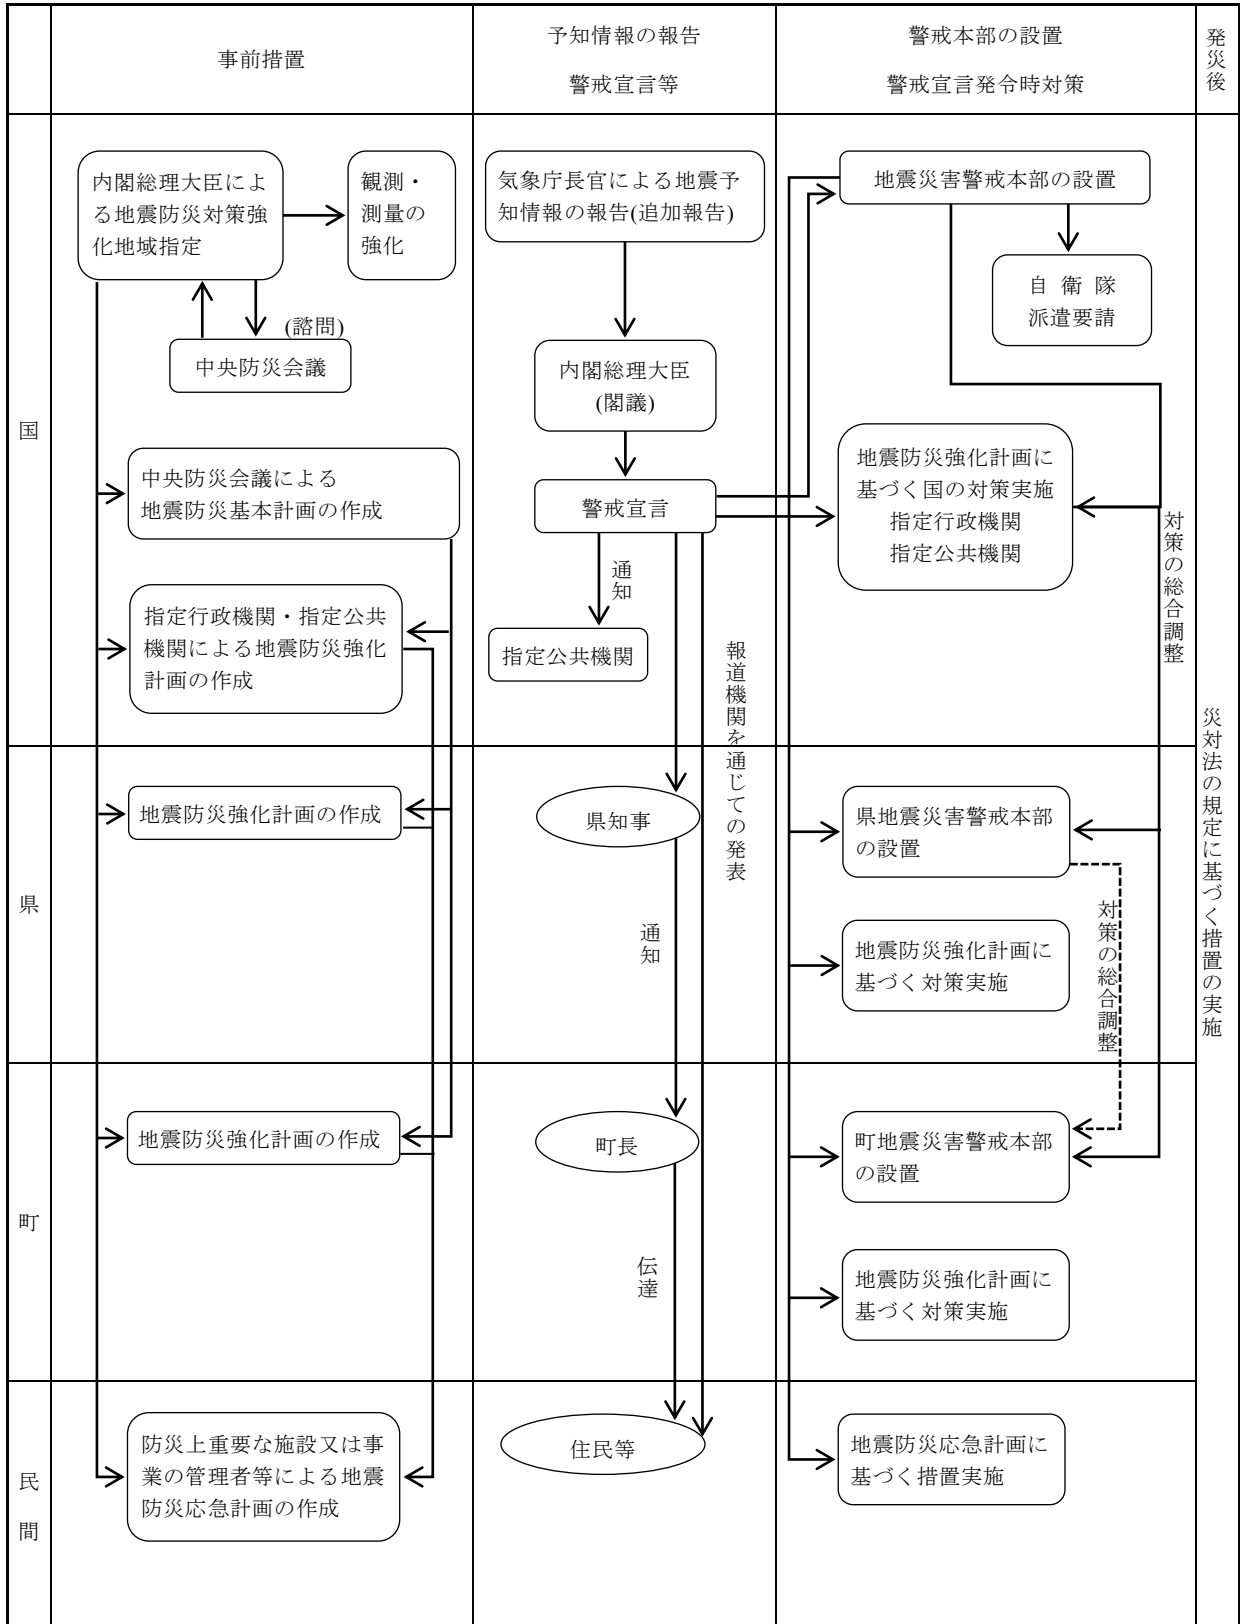 事前措置
予知情報の報告
警戒宣言等
警戒本部の設置
警戒宣言発令時対策
発災後
国
内閣総理大臣によ
る地震防災対策強
化地域指定
観測・
測量の
強化
(諮問)
中央防災会議
中央防災会議による
地震防災基本計画の作成
指定行政機関・指定公共
機関による地震防災強化
計画の作成
気象庁長官による地震予
知情報の報告(追加報告)
内閣総理大臣
(閣議)
警戒宣言
通知
指定公共機関
報道機関を通じての発表
地震災害警戒本部の設置
自 衛 隊
派遣要請
地震防災強化計画に
基づく国の対策実施
指定行政機関
指定公共機関
対策の総合調整
災対法の規定に基づく措置の実施
県
地震防災強化計画の作成
県知事
通知
県地震災害警戒本部
の設置
地震防災強化計画に
基づく対策実施
対策の総合調整
町
地震防災強化計画の作成
町長
伝達
町地震災害警戒本部
の設置
地震防災強化計画に
基づく対策実施
民
間
防災上重要な施設又は事
業の管理者等による地震
防災応急計画の作成
住民等
地震防災応急計画に
基づく措置実施